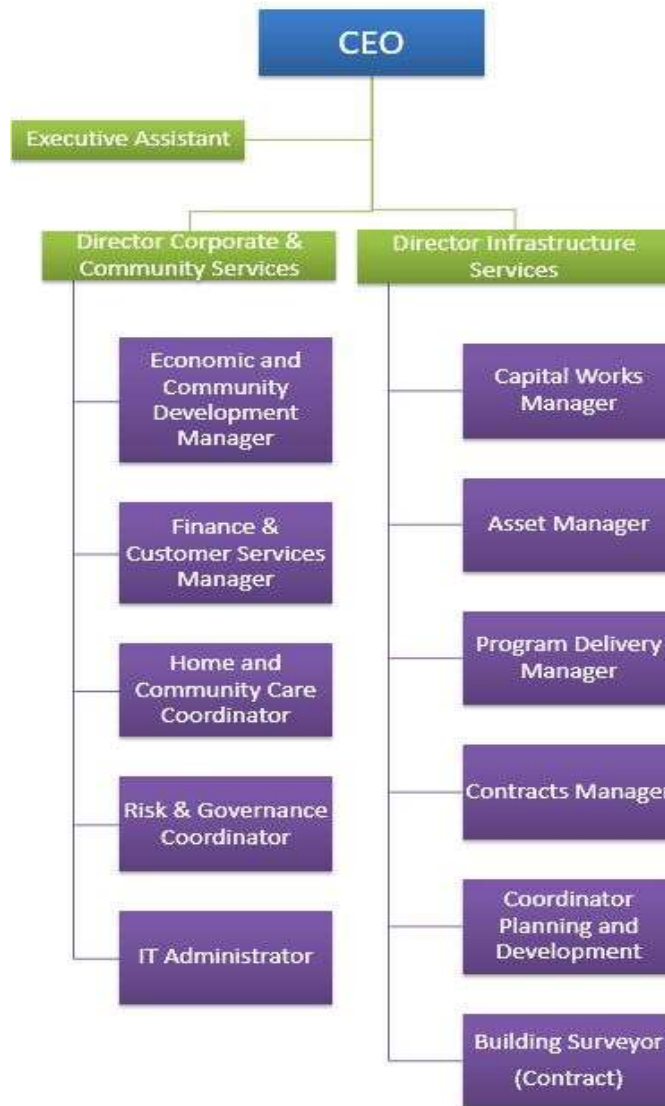 CEO
Executive Assistant
Director Corporate &
Community Services
Economic and
Community
Development
Manager
Finance &
Customer Services
Manager
Home and
Community Care
Coordinator
Risk & Governance
Coordinator
IT Administrator
Director Infrastructure
Services
Capital Works
Manager
Asset Manager
Program Delivery
Manager
Contracts Manager
Coordinator
Planning and
Development
Building Surveyor
(Contract)